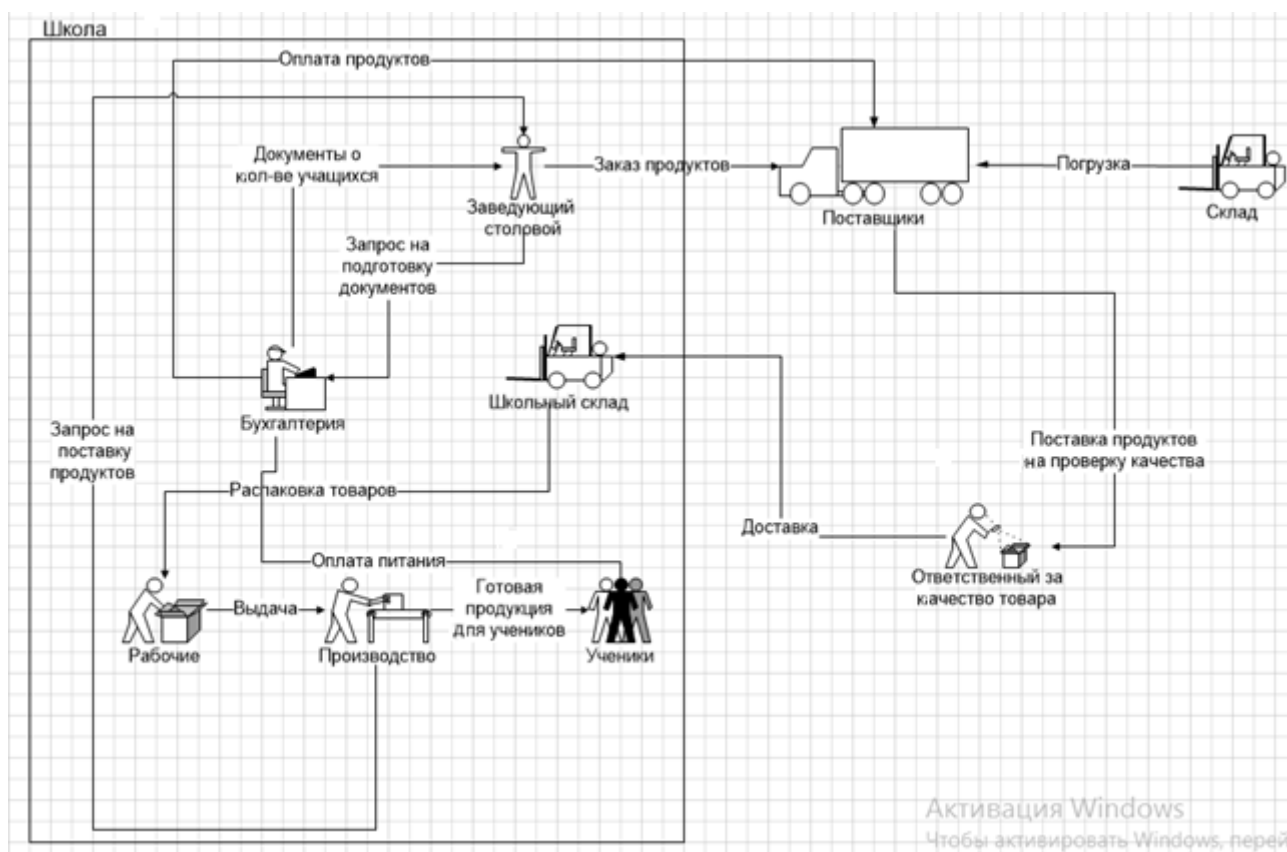 Школа
Оплата продуктов
Документы о
кол-ве учащихся
Заказ продуктов
Погрузка
Заведующий
столовой
Поставщики
Склад
Запрос на
подготовку
документов
Школьный склад
Бухгалтерия
Запрос на
поставку
продуктов
Поставка продуктов
на проверку качества
Распаковка товаров
Доставка
Оплата питания
Ответственный за
качество товара
Выдача
Готовая
продукция
для учеников
Рабочие
Производство
Ученики
Активация Windows
Чтобы активировать Windows, перей